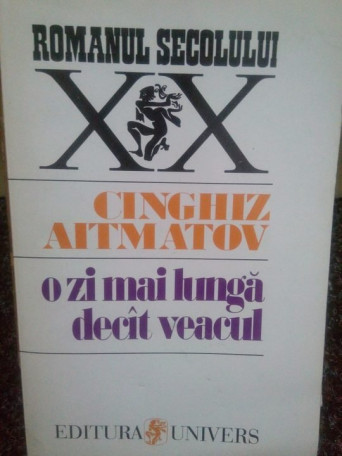 ROMANUL SECOLULUI
XX
CINGHIZ
AITMATOV
o zi mai lungă
decît veacul
EDITURA UNIVERS